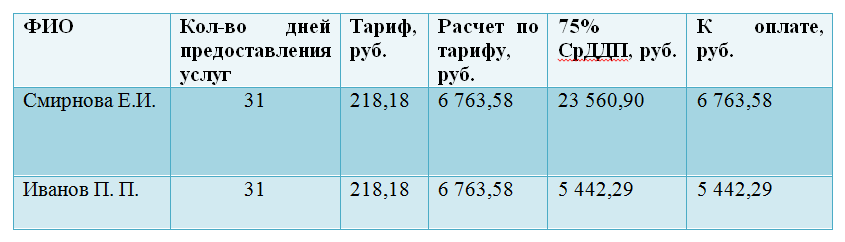 ФИО
Кол-во дней
предоставления
услуг
Тариф,
руб.
Расчет по
тарифу,
руб.
75%
СрДДП, руб.
К оплате,
руб.
Смирнова Е.И. 31 218,18 6 763,58 23 560,90 6 763,58
Иванов П. П. 31 218,18 6 763,58 5 442,29 5 442,29